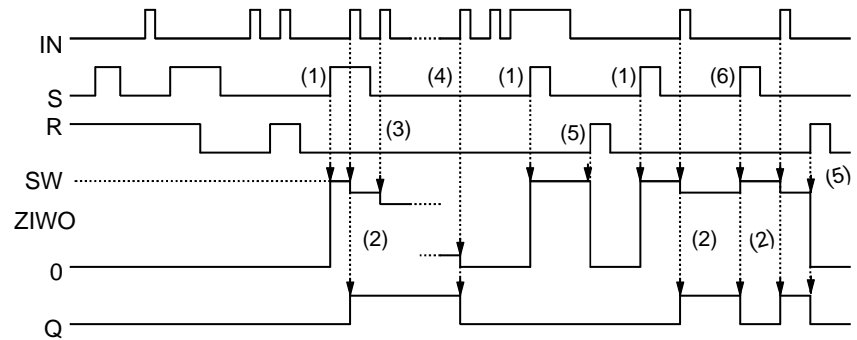 IN
S
(1)
(4)
(1)
(1)
(6)
R
(3)
(5)
SW
(5)
ZIWO
(2)
(2)
(2)
0
Q